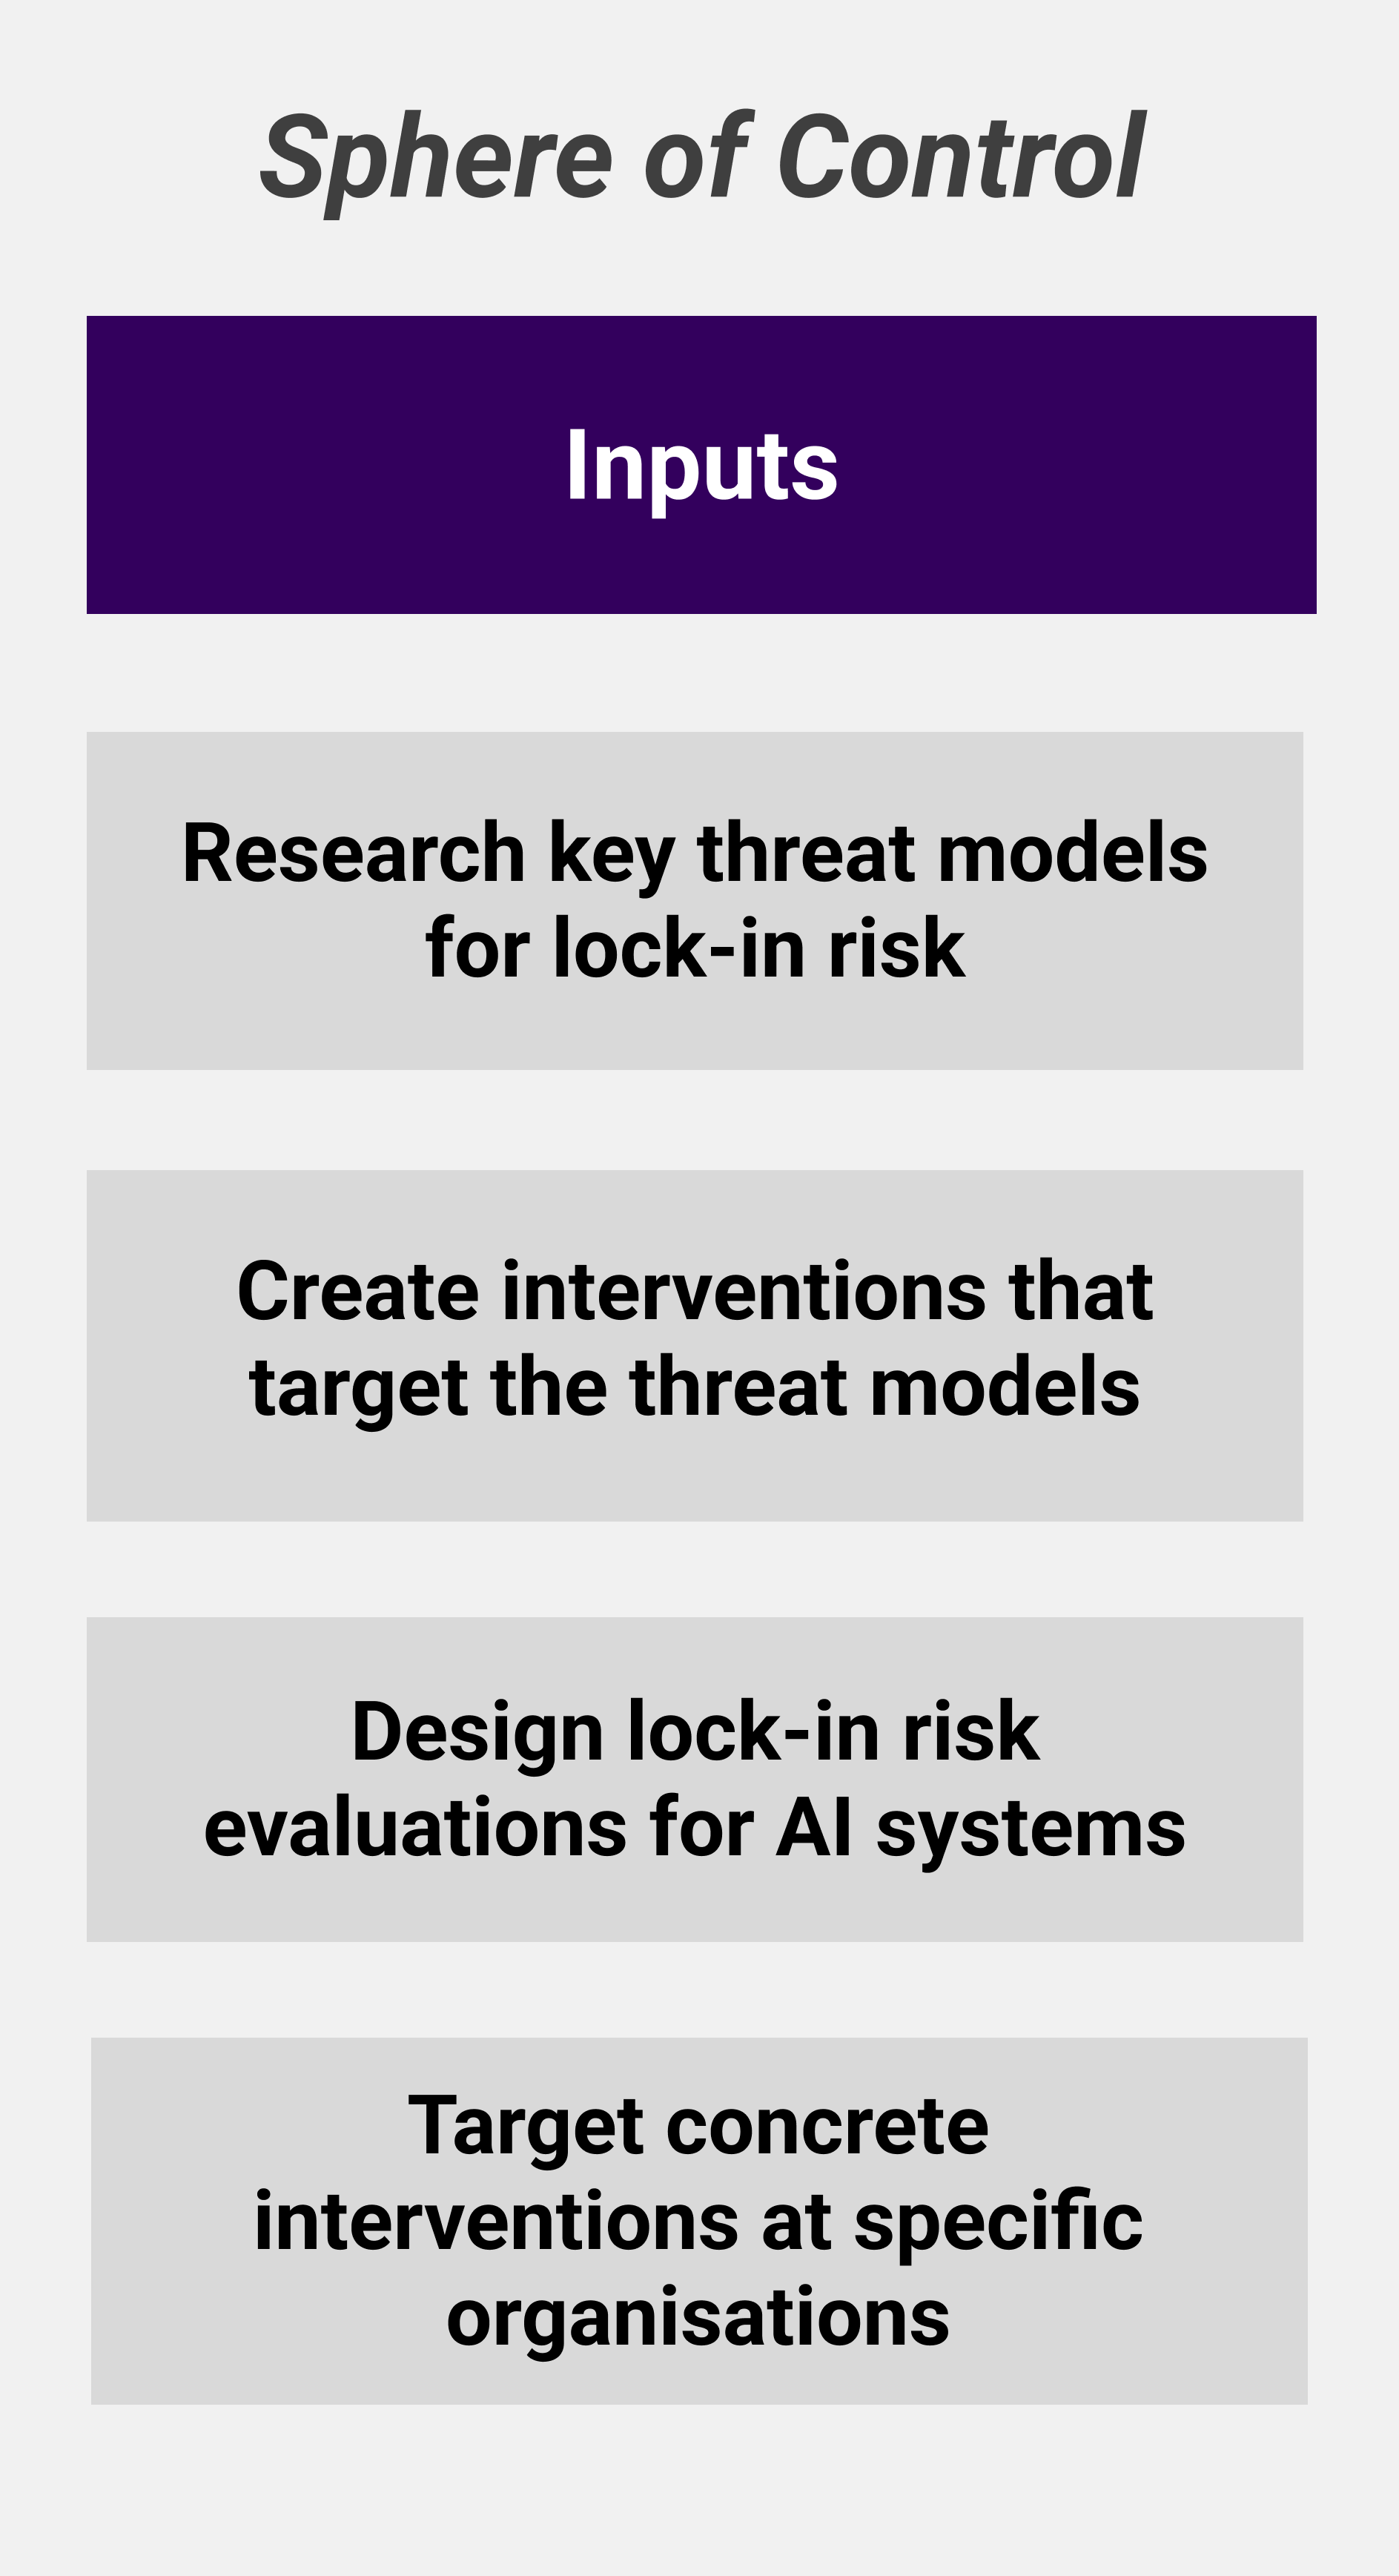 Sphere of Control
Inputs
Research key threat models
for lock-in risk
Create interventions that
target the threat models
Design lock-in risk
evaluations for AI systems
Target concrete
interventions at specific
organisations